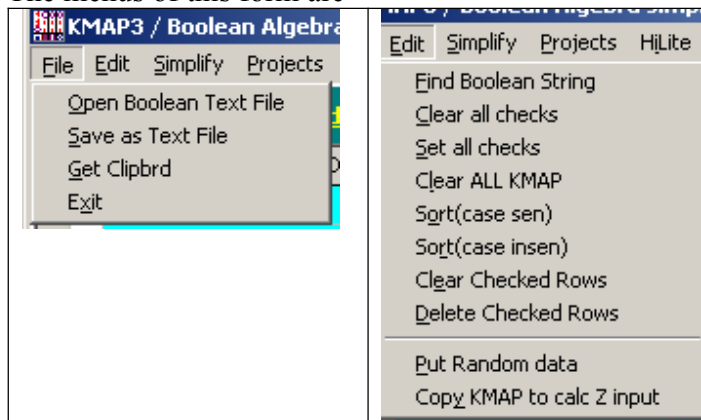 The menus of this form are
KMAP3 / Boolean Algebra
File Edit Simplify Projects
Open Boolean Text File
Save as Text File
Get Clipbrd
Exit
Edit Simplify Projects HiLite
Find Boolean String
Clear all checks
Set all checks
Clear ALL KMAP
Sort(case sen)
Sort(case insen)
Clear Checked Rows
Delete Checked Rows
Put Random data
Copy KMAP to calc Z input